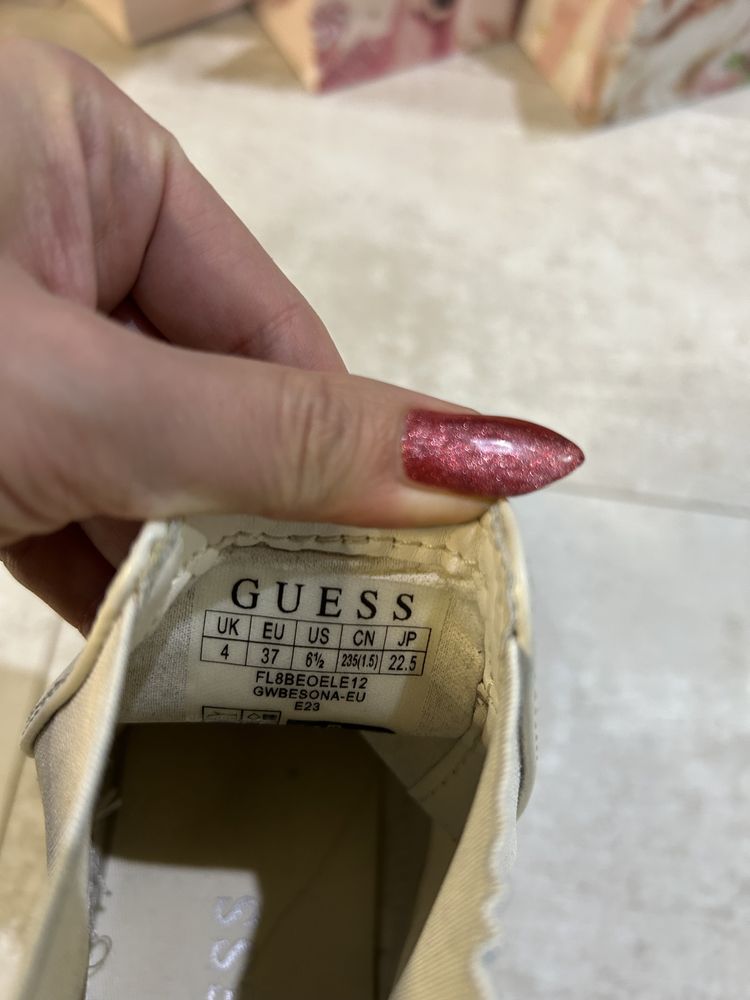 GUESS
UK EU US CN JP
4 37 6½ 235(1.5) 22.5
FL8BEOELE12
GWBESONA-EU
E23
ESS